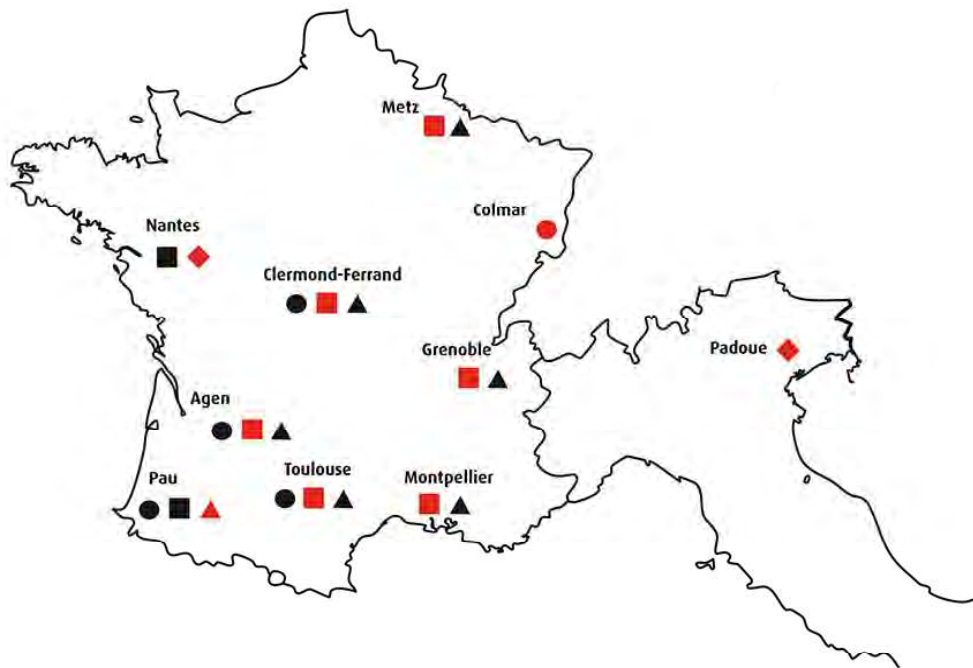 Metz
Colmar
Nantes
Clermond-Ferrand
Grenoble
Padoue
Agen
Toulouse
Pau
Montpellier